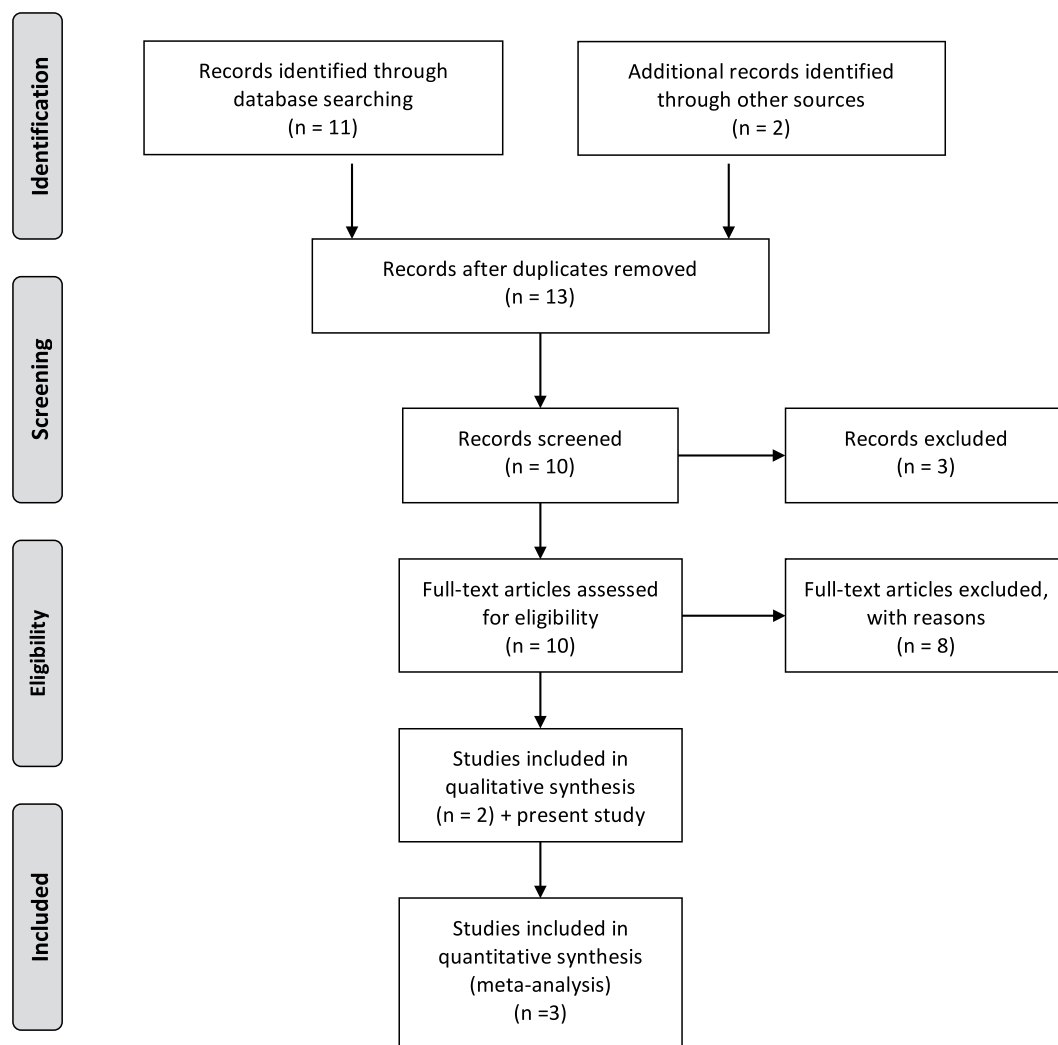 Identification
Records identified through
database searching
(n = 11)
Additional records identified
through other sources
(n = 2)
Records after duplicates removed
(n = 13)
Screening
Records screened
(n = 10)
Records excluded
(n = 3)
Eligibility
Full-text articles assessed
for eligibility
(n = 10)
Full-text articles excluded,
with reasons
(n = 8)
Studies included in
qualitative synthesis
(n = 2) + present study
Included
Studies included in
quantitative synthesis
(meta-analysis)
(n =3)